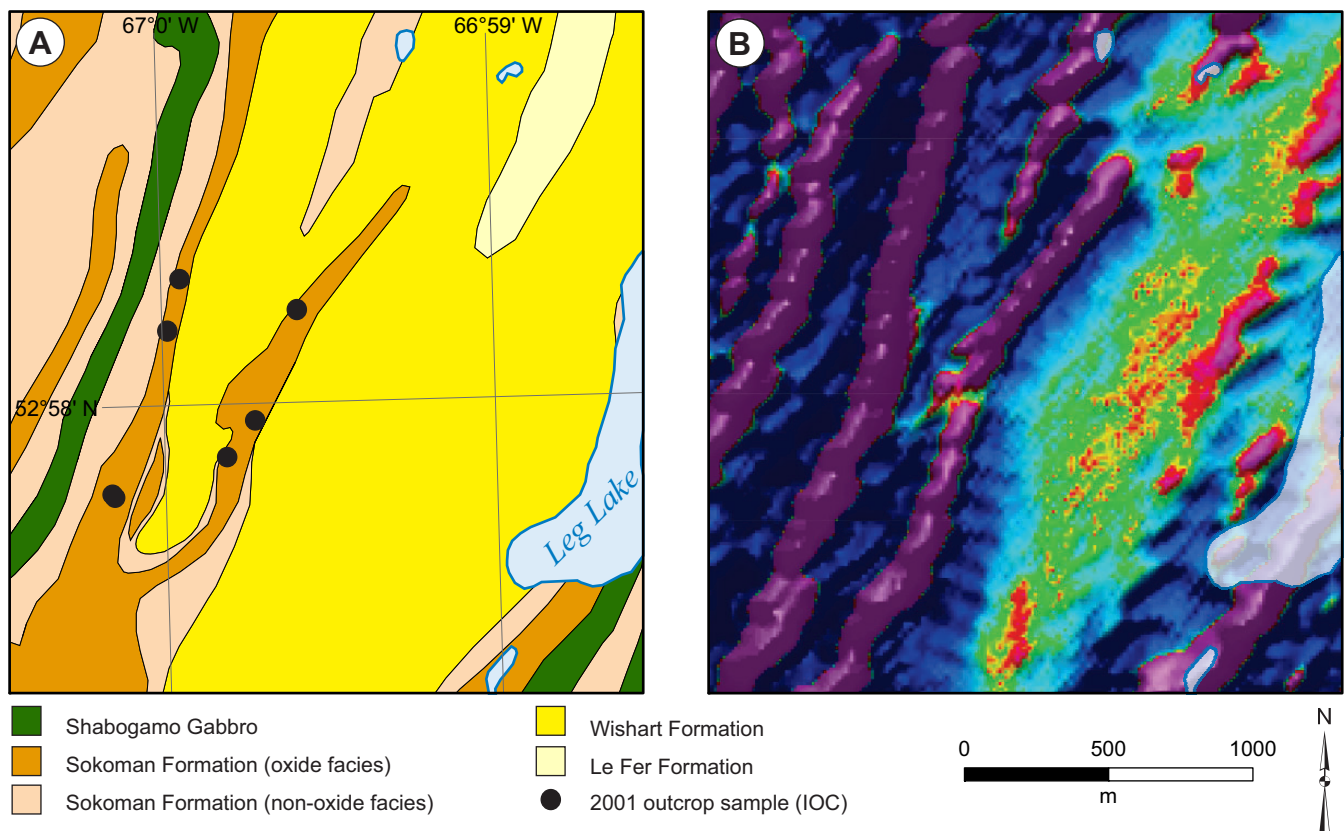 A
67°0' W
66°59' W
B
52°58' N
Leg Lake
Shabogamo Gabbro
Sokoman Formation (oxide facies)
Sokoman Formation (non-oxide facies)
Wishart Formation
Le Fer Formation
2001 outcrop sample (IOC)
0 500 1000
m
N